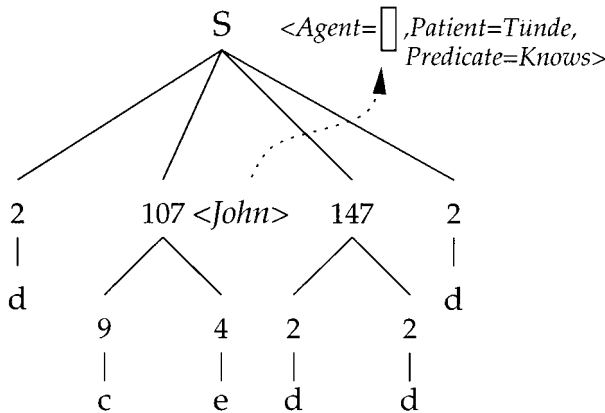 S <Agent= ,Patient=Tünde,
Predicate=Knows>
2 107 <John> 147 2
d d
9 4 2 2
c e d d